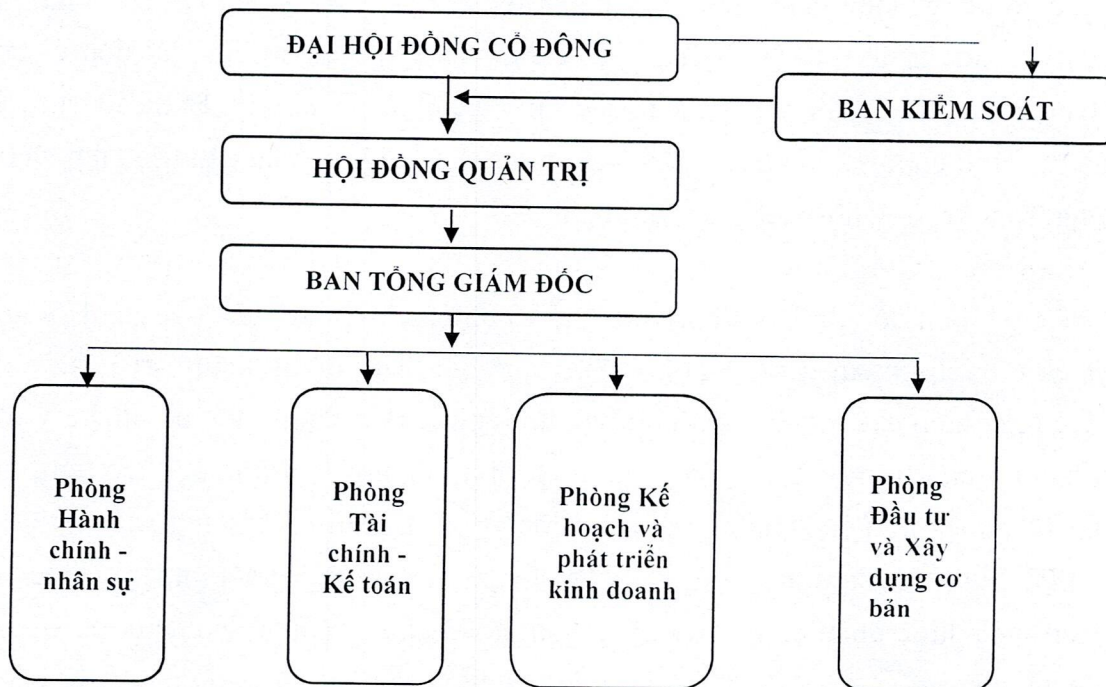 ĐẠI HỘI ĐỒNG CỔ ĐÔNG
BAN KIỂM SOÁT
HỘI ĐỒNG QUẢN TRỊ
BAN TỔNG GIÁM ĐỐC
Phòng
Hành
chính -
nhân sự
Phòng
Tài
chính -
Kế toán
Phòng Kế
hoạch và
phát triển
kinh doanh
Phòng
Đầu tư
và Xây
dựng cơ
bản